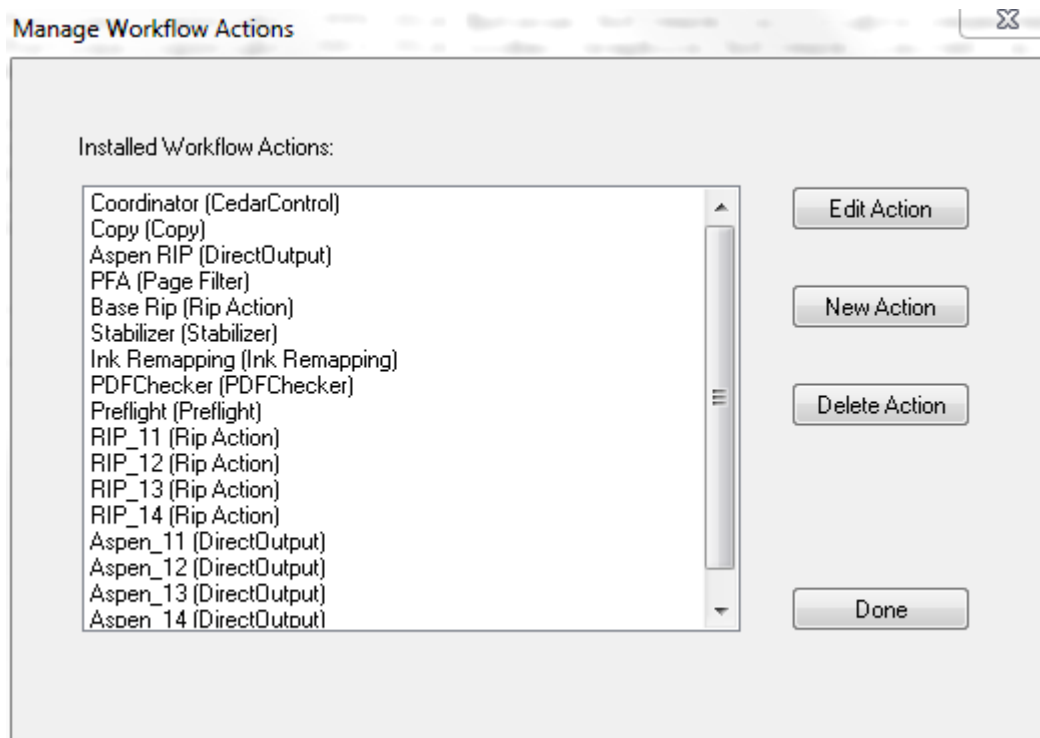 Manage Workflow Actions
Installed Workflow Actions:
Coordinator (CedarControl)
Copy (Copy)
Aspen RIP (DirectOutput)
PFA (Page Filter)
Base Rip (Rip Action)
Stabilizer (Stabilizer)
Ink Remapping (Ink Remapping)
PDFChecker (PDFChecker)
Preflight (Preflight)
RIP_11 (Rip Action)
RIP_12 (Rip Action)
RIP_13 (Rip Action)
RIP_14 (Rip Action)
Aspen_11 (DirectOutput)
Aspen_12 (DirectOutput)
Aspen_13 (DirectOutput)
Aspen_14 (DirectOutput)
Edit Action
New Action
Delete Action
Done